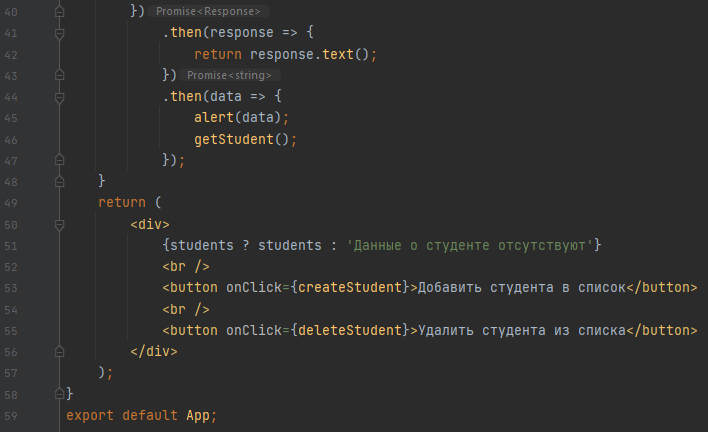 40 }) Promise<Response>
41 .then(response => {
42 return response.text();
43 }) Promise<string>
44 .then(data => {
45 alert(data);
46 getStudent();
47 });
48 }
49 return (
50 <div>
51 {students ? students : 'Данные о студенте отсутствуют'}
52 <br />
53 <button onClick={createStudent}>Добавить студента в список</button>
54 <br />
55 <button onClick={deleteStudent}>Удалить студента из списка</button>
56 </div>
57 );
58 }
59 export default App;